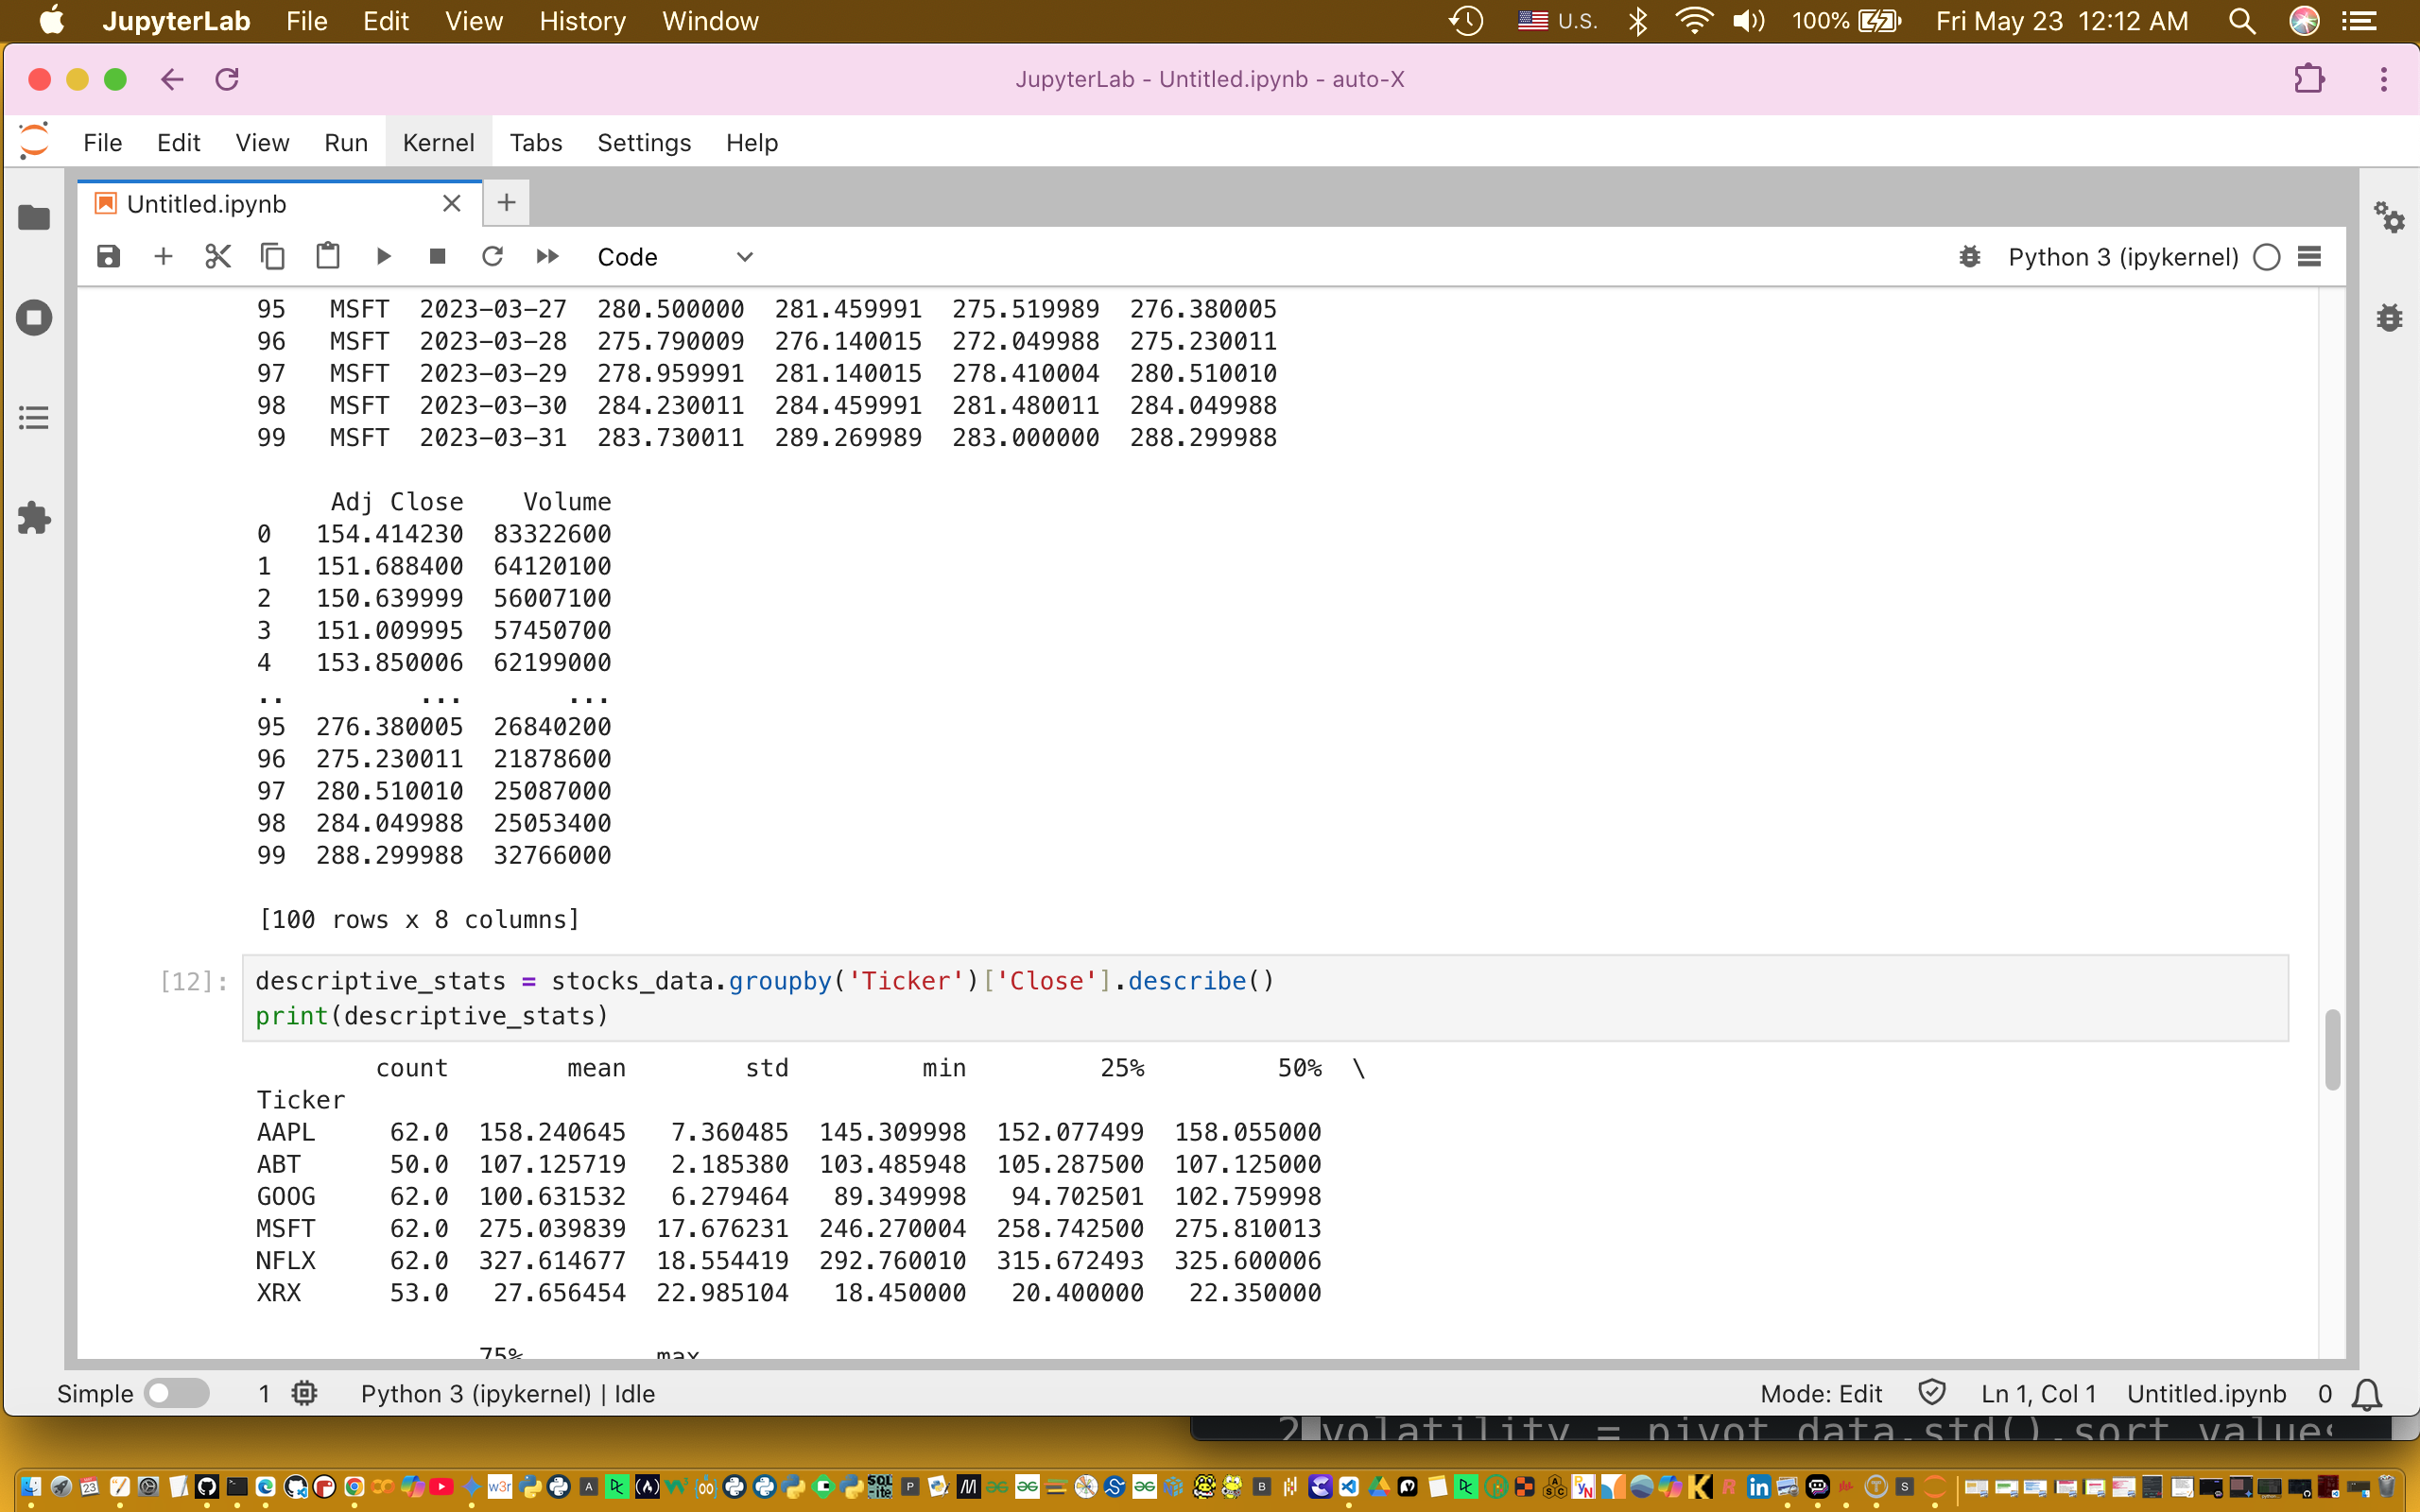 JupyterLab File Edit View History Window U.S. 100% Fri May 23 12:12 AM
JupyterLab - Untitled.ipynb - auto-X
File Edit View Run Kernel Tabs Settings Help
Untitled.ipynb
Code Python 3 (ipykernel)
95 MSFT 2023-03-27 280.500000 281.459991 275.519989 276.380005
96 MSFT 2023-03-28 275.790009 276.140015 272.049988 275.230011
97 MSFT 2023-03-29 278.959991 281.140015 278.410004 280.510010
98 MSFT 2023-03-30 284.230011 284.459991 281.480011 284.049988
99 MSFT 2023-03-31 283.730011 289.269989 283.000000 288.299988
Adj Close Volume
0 154.414230 83322600
1 151.688400 64120100
2 150.639999 56007100
3 151.009995 57450700
4 153.850006 62199000
.. ... ...
95 276.380005 26840200
96 275.230011 21878600
97 280.510010 25087000
98 284.049988 25053400
99 288.299988 32766000
[100 rows x 8 columns]
[12]: descriptive_stats = stocks_data.groupby('Ticker')['Close'].describe()
print(descriptive_stats)
count mean std min 25% 50% \
Ticker
AAPL 62.0 158.240645 7.360485 145.309998 152.077499 158.055000
ABT 50.0 107.125719 2.185380 103.485948 105.287500 107.125000
GOOG 62.0 100.631532 6.279464 89.349998 94.702501 102.759998
MSFT 62.0 275.039839 17.676231 246.270004 258.742500 275.810013
NFLX 62.0 327.614677 18.554419 292.760010 315.672493 325.600006
XRX 53.0 27.656454 22.985104 18.450000 20.400000 22.350000
75% max
Simple 1 Python 3 (ipykernel) | Idle Mode: Edit Ln 1, Col 1 Untitled.ipynb 0
2 volatility = pivot_data.std().sort_values